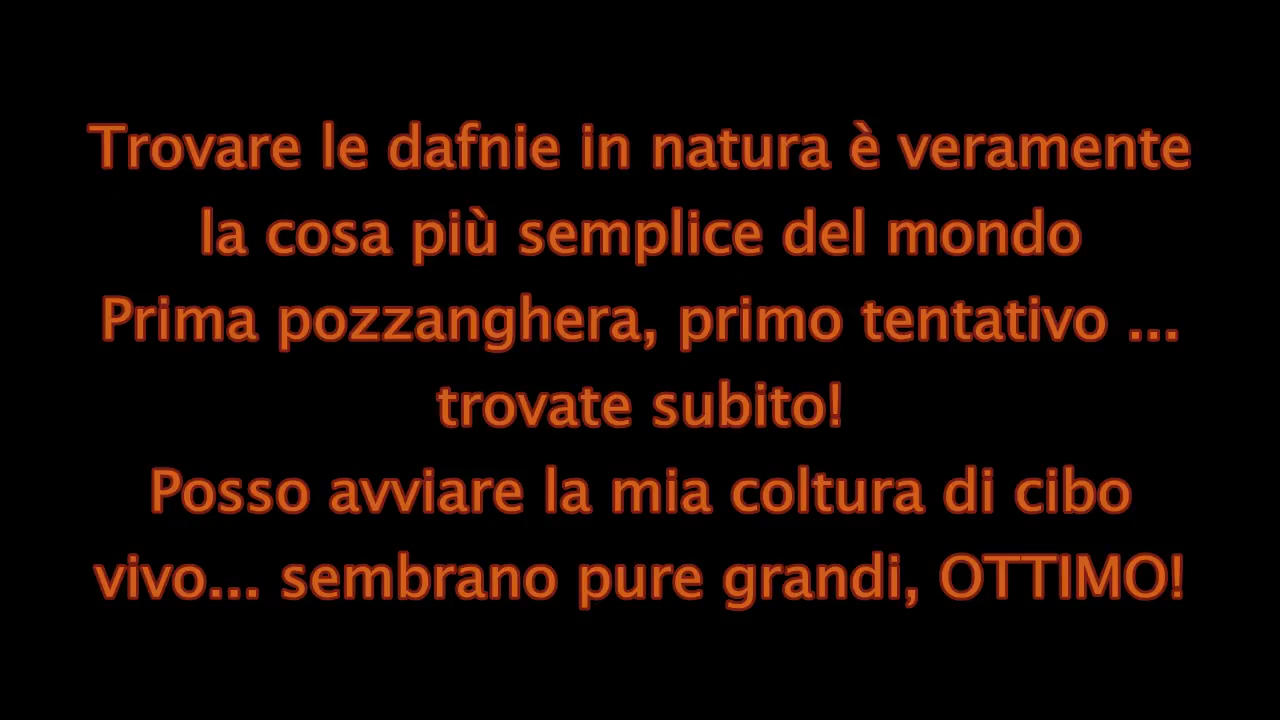 Trovare le dafnie in natura è veramente
la cosa più semplice del mondo
Prima pozzanghera, primo tentativo ...
trovate subito!
Posso avviare la mia coltura di cibo
vivo... sembrano pure grandi, OTTIMO!